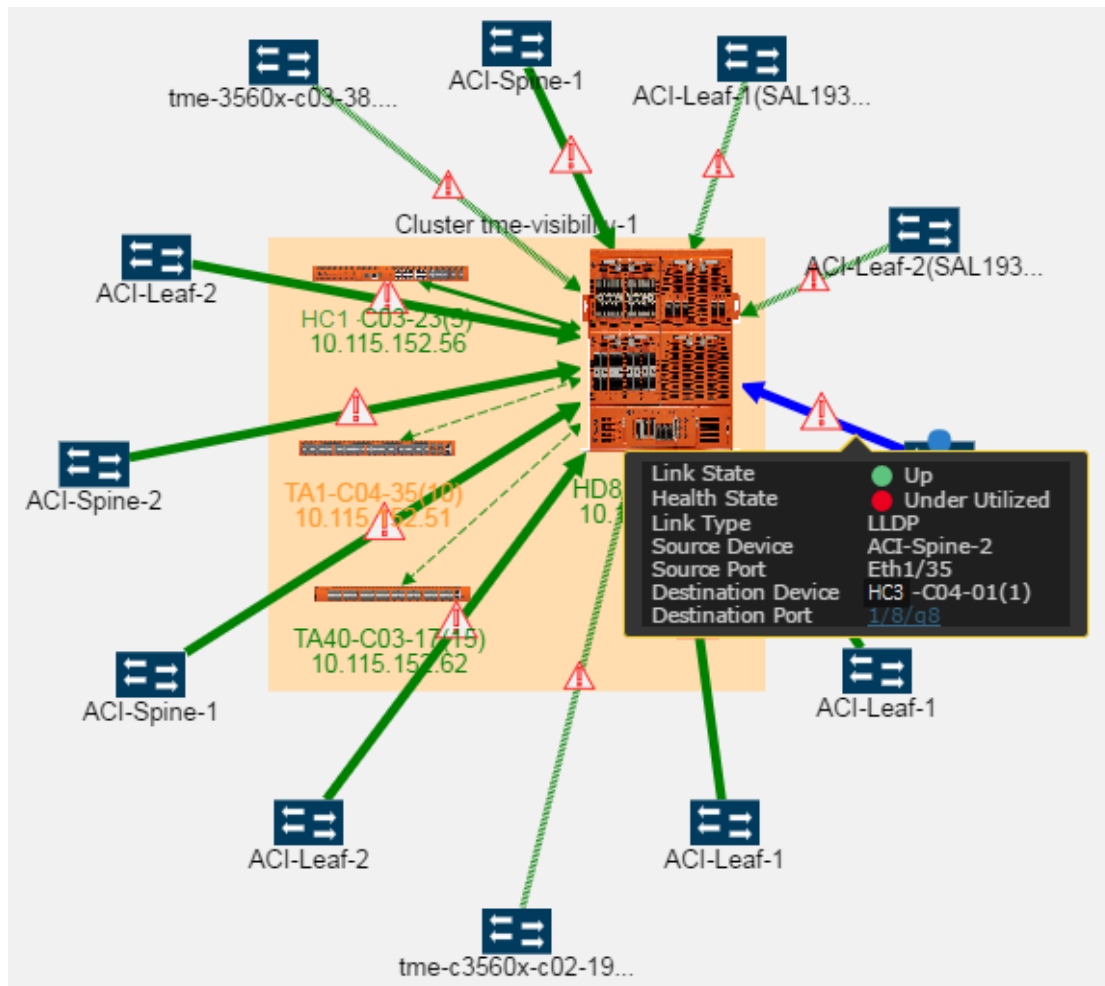 ACI-Spine-1
tme-3560x-c03-38....
ACI-Leaf-1(SAL193...
Cluster tme-visibility-1
ACI-Leaf-2(SAL193...
ACI-Leaf-2
HC1 -C03-23(5)
10.115.152.56
ACI-Spine-2
TA1-C04-35(10)
10.115.152.51
HD8
10.
Link State Up
Health State Under Utilized
Link Type LLDP
Source Device ACI-Spine-2
Source Port Eth1/35
Destination Device HC3 -C04-01(1)
Destination Port 1/8/q8
TA40-C03-17(15)
10.115.152.62
ACI-Spine-1
ACI-Leaf-1
ACI-Leaf-2
ACI-Leaf-1
tme-c3560x-c02-19...